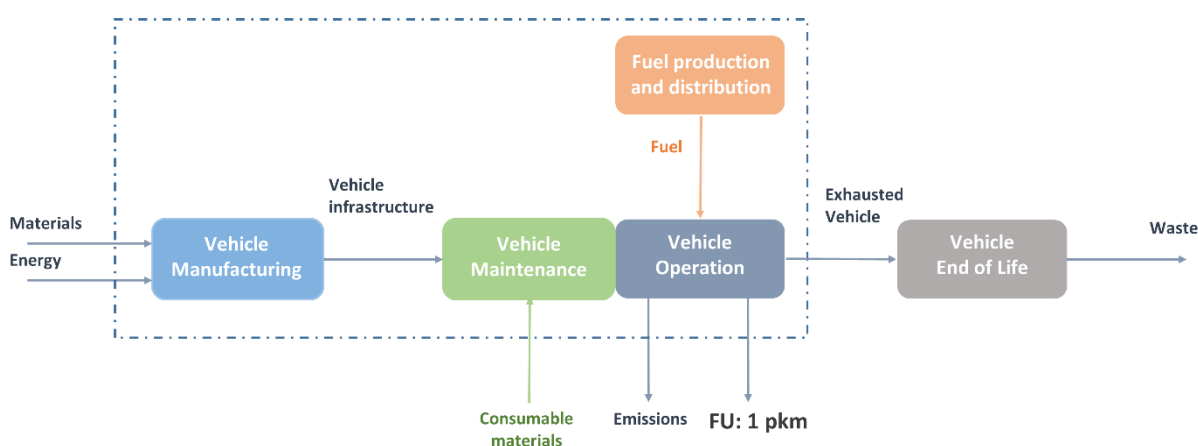 Fuel production
and distribution
Fuel
Vehicle
infrastructure
Exhausted
Vehicle
Materials
Energy
Vehicle
Manufacturing
Vehicle
Maintenance
Vehicle
Operation
Vehicle
End of Life
Waste
Consumable
materials
Emissions
FU: 1 pkm